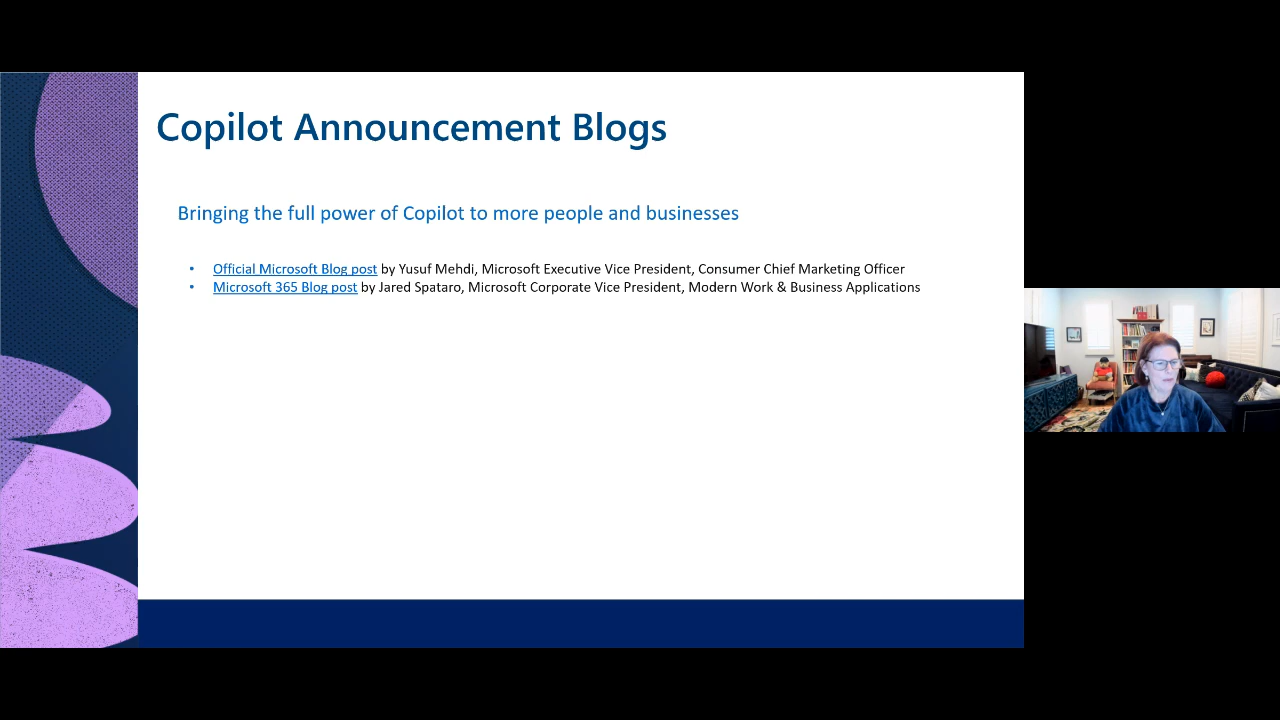 Copilot Announcement Blogs
Bringing the full power of Copilot to more people and businesses
• Official Microsoft Blog post by Yusuf Mehdi, Microsoft Executive Vice President, Consumer Chief Marketing Officer
• Microsoft 365 Blog post by Jared Spataro, Microsoft Corporate Vice President, Modern Work & Business Applications